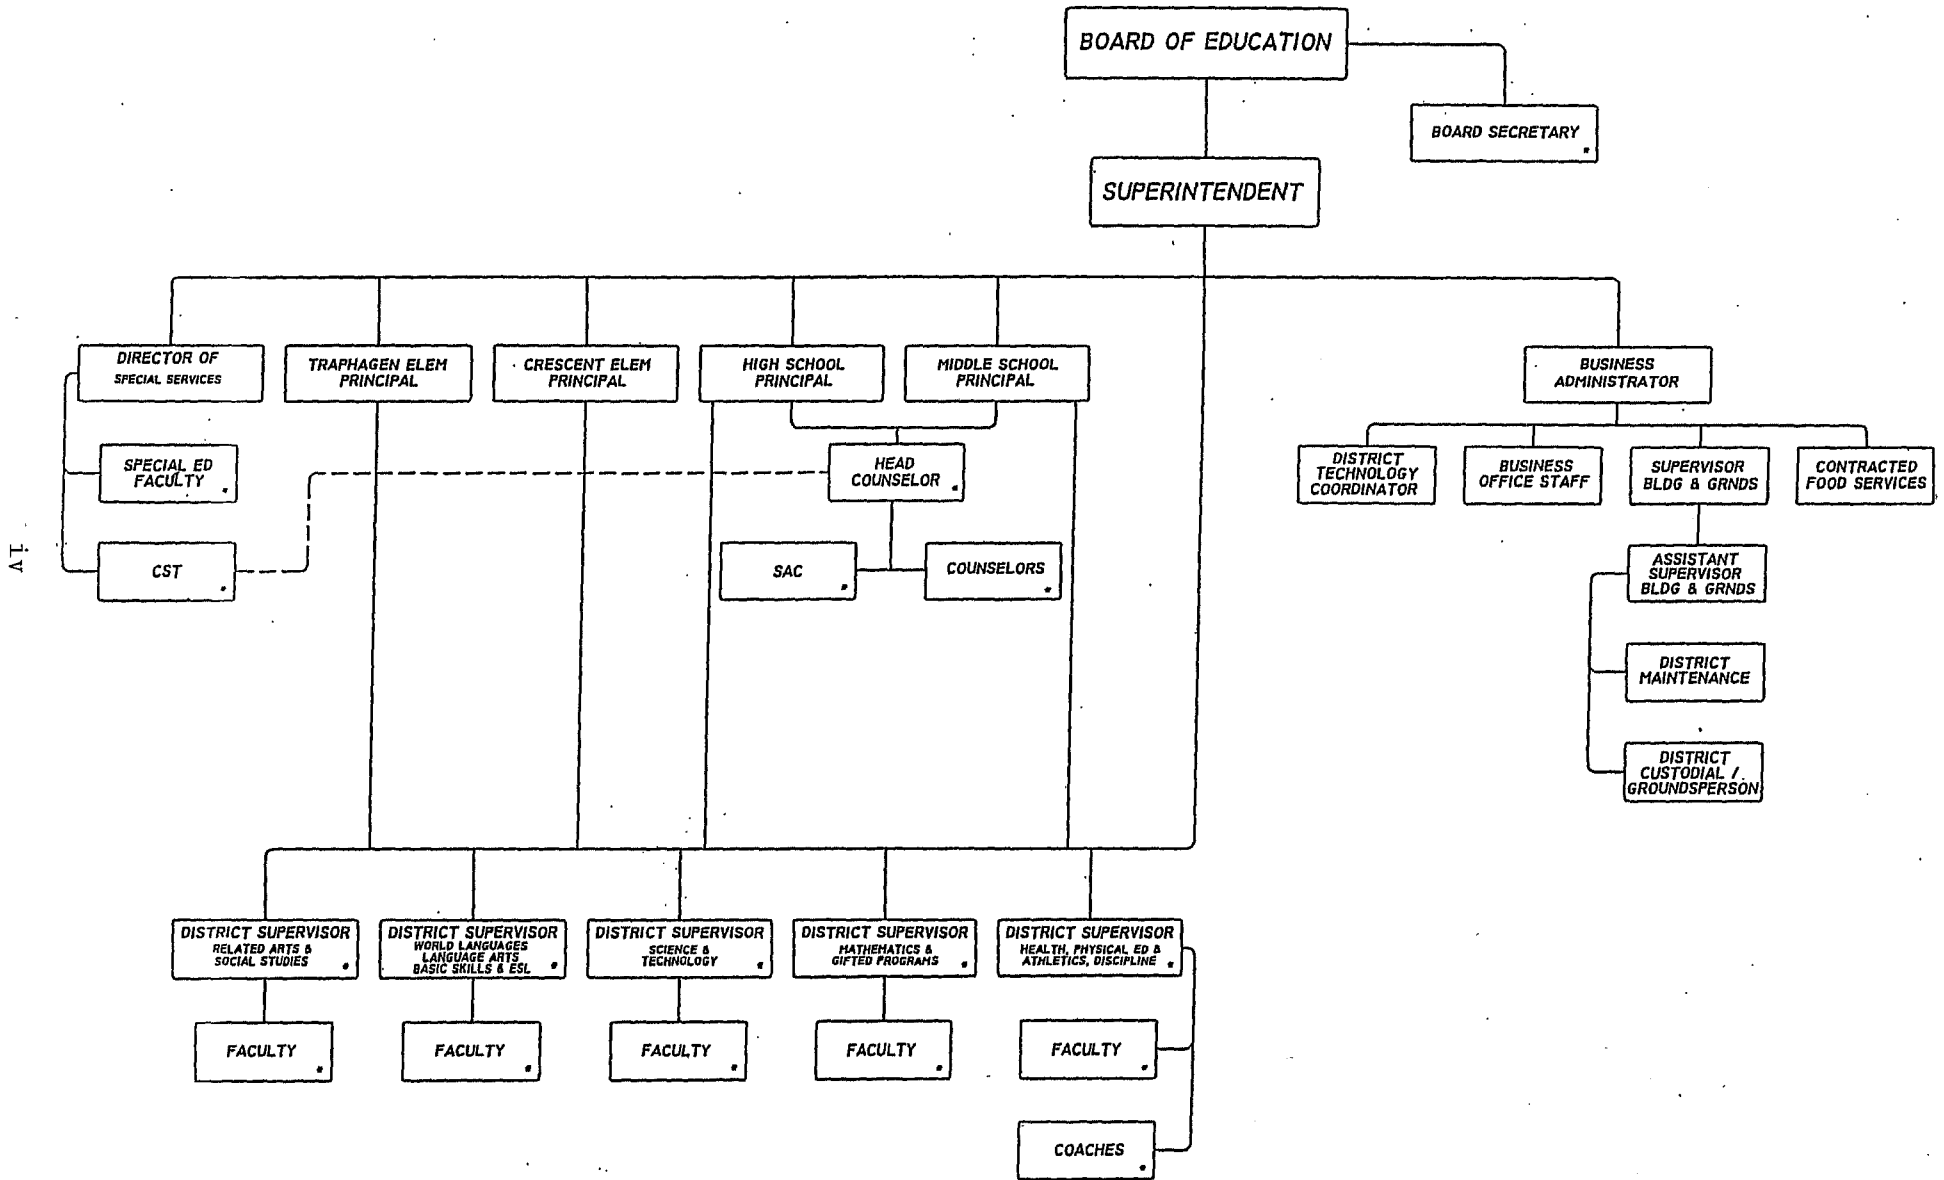 BOARD OF EDUCATION
BOARD SECRETARY
SUPERINTENDENT
DIRECTOR OF
SPECIAL SERVICES
TRAPHAGEN ELEM
PRINCIPAL
CRESCENT ELEM
PRINCIPAL
HIGH SCHOOL
PRINCIPAL
MIDDLE SCHOOL
PRINCIPAL
BUSINESS
ADMINISTRATOR
SPECIAL ED
FACULTY
HEAD
COUNSELOR
DISTRICT
TECHNOLOGY
COORDINATOR
BUSINESS
OFFICE STAFF
SUPERVISOR
BLDG & GRNDS
CONTRACTED
FOOD SERVICES
CST
SAC
COUNSELORS
ASSISTANT
SUPERVISOR
BLDG & GRNDS
DISTRICT
MAINTENANCE
DISTRICT
CUSTODIAL /
GROUNDSPERSON
iv
DISTRICT SUPERVISOR
RELATED ARTS &
SOCIAL STUDIES
DISTRICT SUPERVISOR
WORLD LANGUAGES
LANGUAGE ARTS
BASIC SKILLS & ESL
DISTRICT SUPERVISOR
SCIENCE &
TECHNOLOGY
DISTRICT SUPERVISOR
MATHEMATICS &
GIFTED PROGRAMS
DISTRICT SUPERVISOR
HEALTH, PHYSICAL ED &
ATHLETICS, DISCIPLINE
FACULTY
FACULTY
FACULTY
FACULTY
FACULTY
COACHES